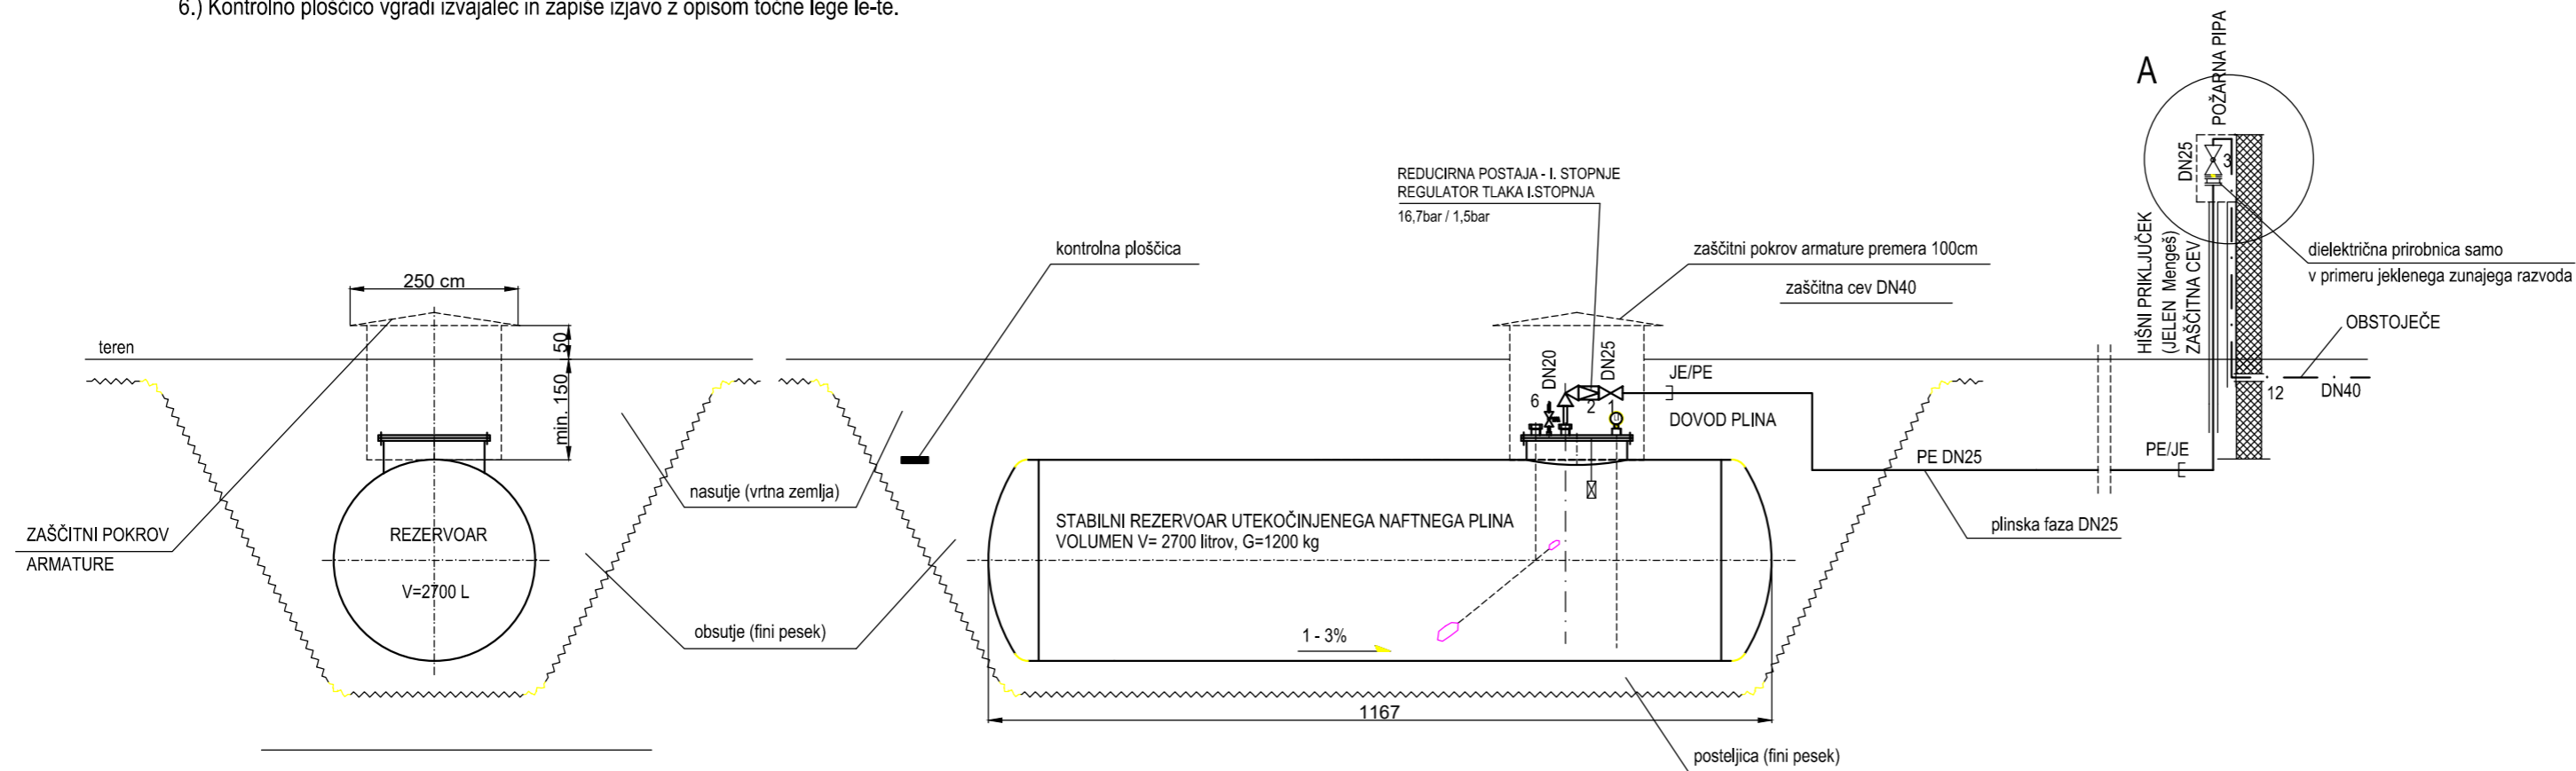 6.) Kontrolno ploščico vgradi izvajalec in zapiše izjavo z opisom točne lege le-te.
A
POŽARNA PIPA
DN25
3
REDUCIRNA POSTAJA - I. STOPNJE
REGULATOR TLAKA I.STOPNJA
16,7bar / 1,5bar
kontrolna ploščica
zaščitni pokrov armature premera 100cm
zaščitna cev DN40
HIŠNI PRIKLJUČEK
(JELEN Mengeš)
ZAŠČITNA CEV
dielektrična prirobnica samo
v primeru jeklenega zunajega razvoda
OBSTOJEČE
250 cm
50
teren
min. 150
DN20
DN25
JE/PE
6
2
1
DOVOD PLINA
12
DN40
PE DN25
PE/JE
nasutje (vrtna zemlja)
ZAŠČITNI POKROV
ARMATURE
REZERVOAR
V=2700 L
STABILNI REZERVOAR UTEKOČINJENEGA NAFTNEGA PLINA
VOLUMEN V= 2700 litrov, G=1200 kg
plinska faza DN25
obsutje (fini pesek)
1 - 3%
1167
posteljica (fini pesek)